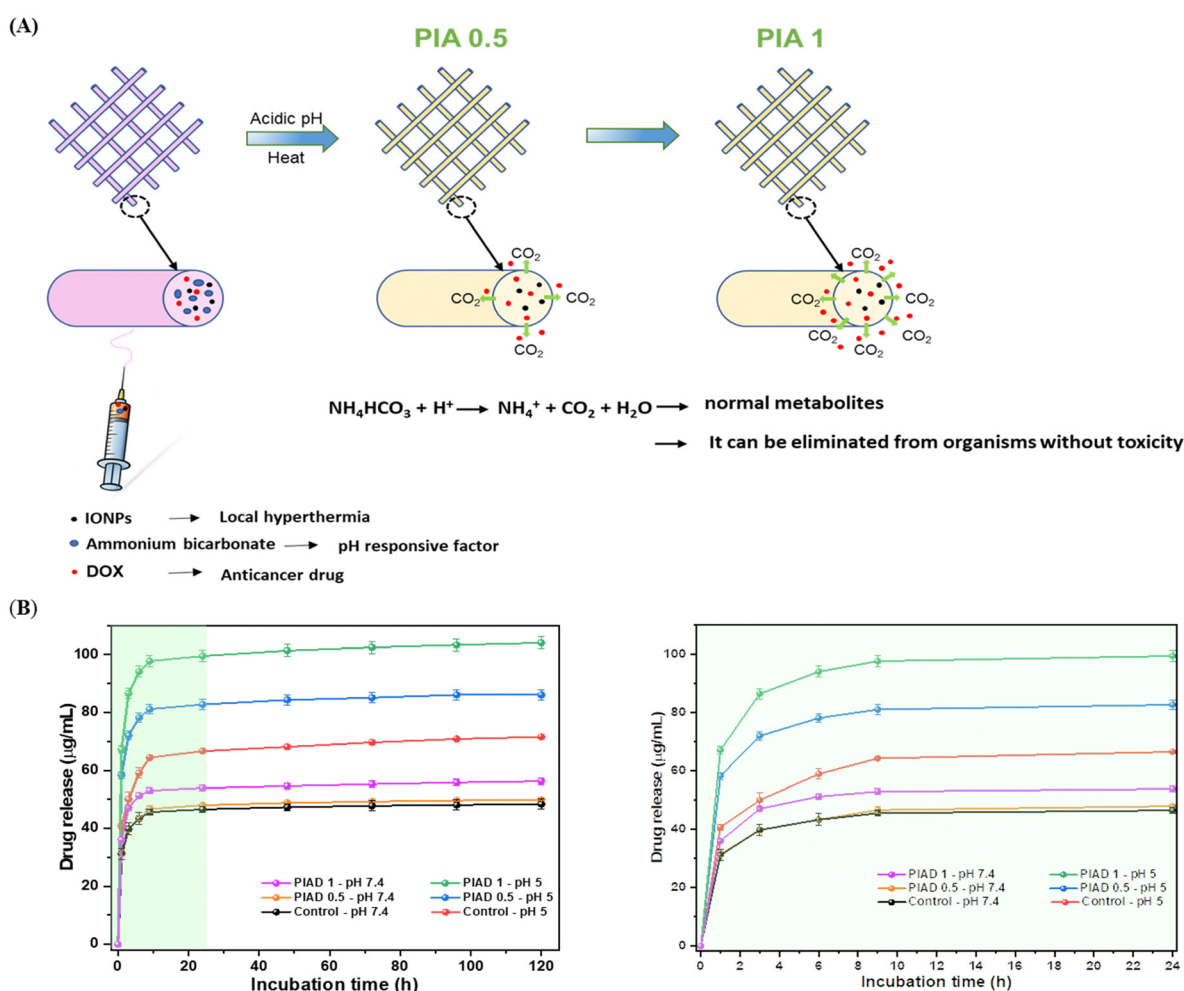 (A)
PIA 0.5
PIA 1
Acidic pH
Heat
CO₂
CO₂
CO₂
CO₂
CO₂
CO₂
CO₂
CO₂
CO₂
CO₂
NH₄HCO₃ + H⁺ → NH₄⁺ + CO₂ + H₂O → normal metabolites
→ It can be eliminated from organisms without toxicity
• IONPs → Local hyperthermia
Ammonium bicarbonate → pH responsive factor
• DOX → Anticancer drug
(B)
Drug release (μg/mL)
100
80
60
40
20
0
PIAD 1 - pH 7.4
PIAD 1 - pH 5
PIAD 0.5 - pH 7.4
PIAD 0.5 - pH 5
Control - pH 7.4
Control - pH 5
0 20 40 60 80 100 120
Incubation time (h)
Drug release (μg/mL)
100
80
60
40
20
0
PIAD 1 - pH 7.4
PIAD 1 - pH 5
PIAD 0.5 - pH 7.4
PIAD 0.5 - pH 5
Control - pH 7.4
Control - pH 5
0 2 4 6 8 10 12 14 16 18 20 22 24
Incubation time (h)